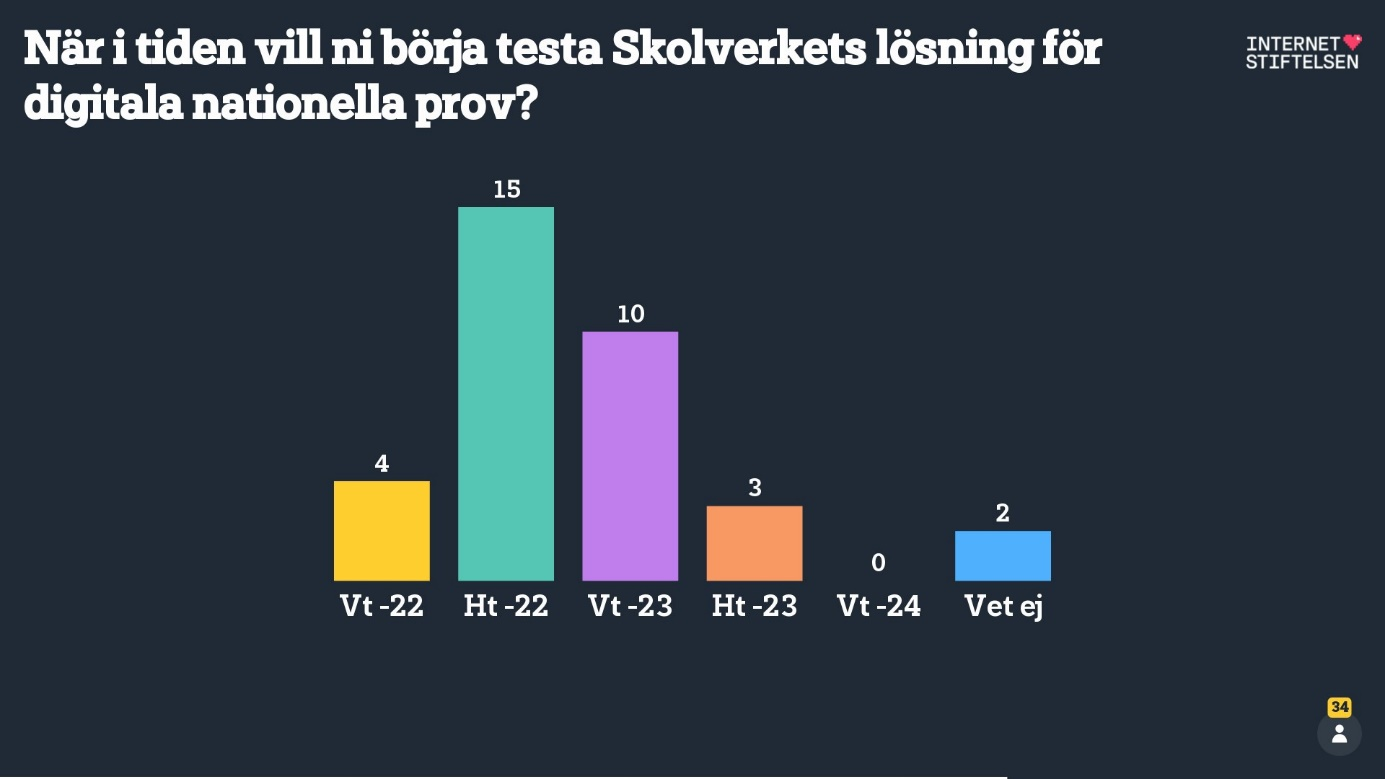 När i tiden vill ni börja testa Skolverkets lösning för
digitala nationella prov?
INTERNET
STIFTELSEN
15
10
4
3
2
0
Vt -22 Ht -22 Vt -23 Ht -23 Vt -24 Vet ej
34